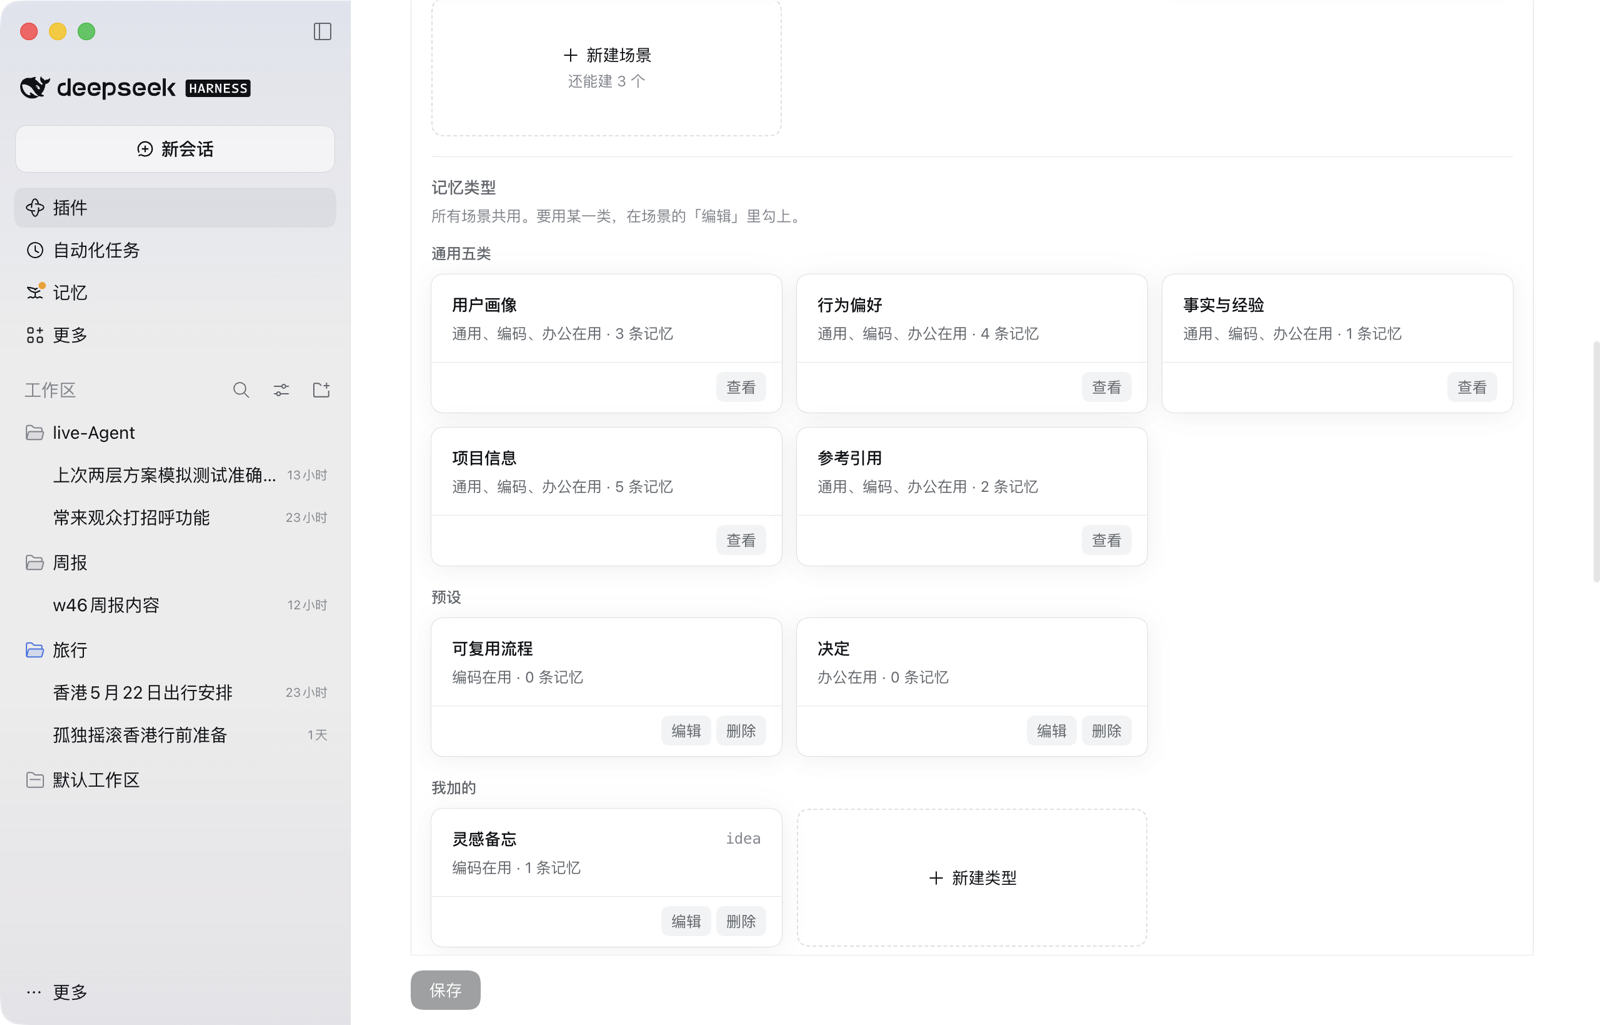 deepseek HARNESS
新会话
插件
自动化任务
记忆
更多
工作区
live-Agent
上次两层方案模拟测试准确... 13小时
常来观众打招呼功能 23小时
周报
w46周报内容 12小时
旅行
香港5月22日出行安排 23小时
孤独摇滚香港行前准备 1天
默认工作区
... 更多
+ 新建场景
还能建 3 个
记忆类型
所有场景共用。要用某一类，在场景的「编辑」里勾上。
通用五类
用户画像
通用、编码、办公在用 · 3 条记忆
查看
行为偏好
通用、编码、办公在用 · 4 条记忆
查看
事实与经验
通用、编码、办公在用 · 1 条记忆
查看
项目信息
通用、编码、办公在用 · 5 条记忆
查看
参考引用
通用、编码、办公在用 · 2 条记忆
查看
预设
可复用流程
编码在用 · 0 条记忆
编辑 删除
决定
办公在用 · 0 条记忆
编辑 删除
我加的
灵感备忘 idea
编码在用 · 1 条记忆
编辑 删除
+ 新建类型
保存